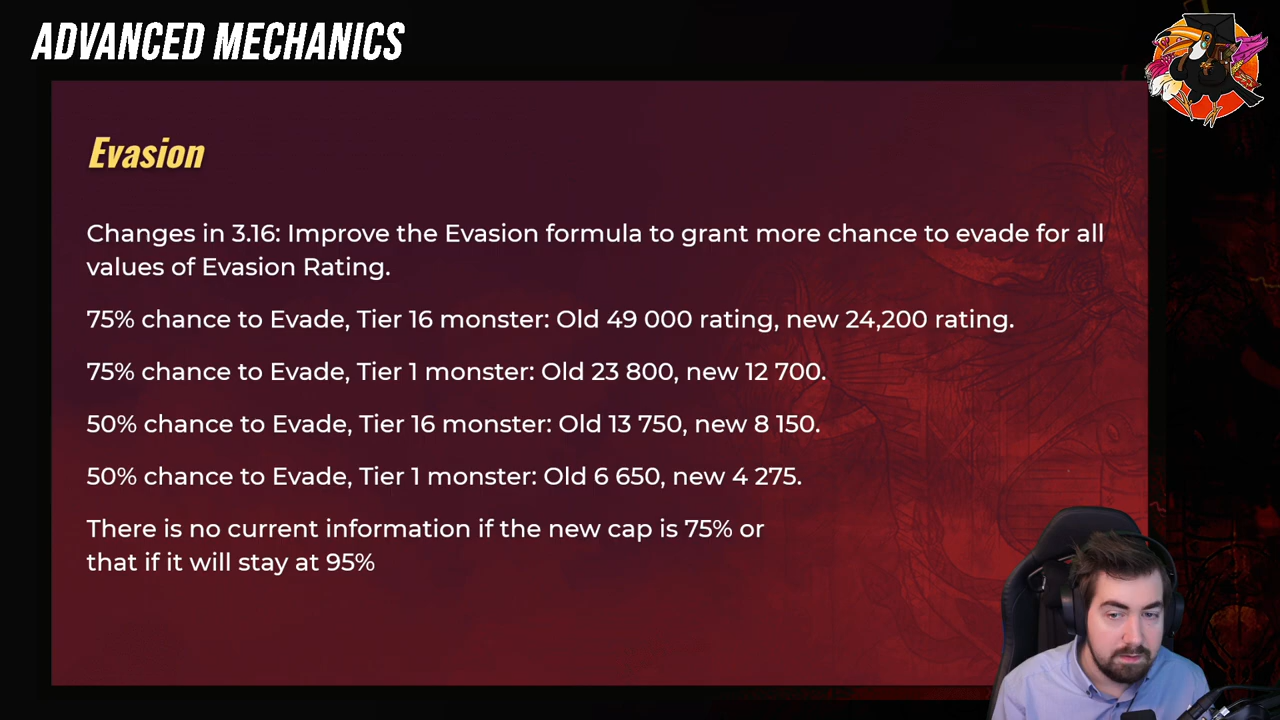 ADVANCED MECHANICS
Evasion
Changes in 3.16: Improve the Evasion formula to grant more chance to evade for all
values of Evasion Rating.
75% chance to Evade, Tier 16 monster: Old 49 000 rating, new 24,200 rating.
75% chance to Evade, Tier 1 monster: Old 23 800, new 12 700.
50% chance to Evade, Tier 16 monster: Old 13 750, new 8 150.
50% chance to Evade, Tier 1 monster: Old 6 650, new 4 275.
There is no current information if the new cap is 75% or
that if it will stay at 95%